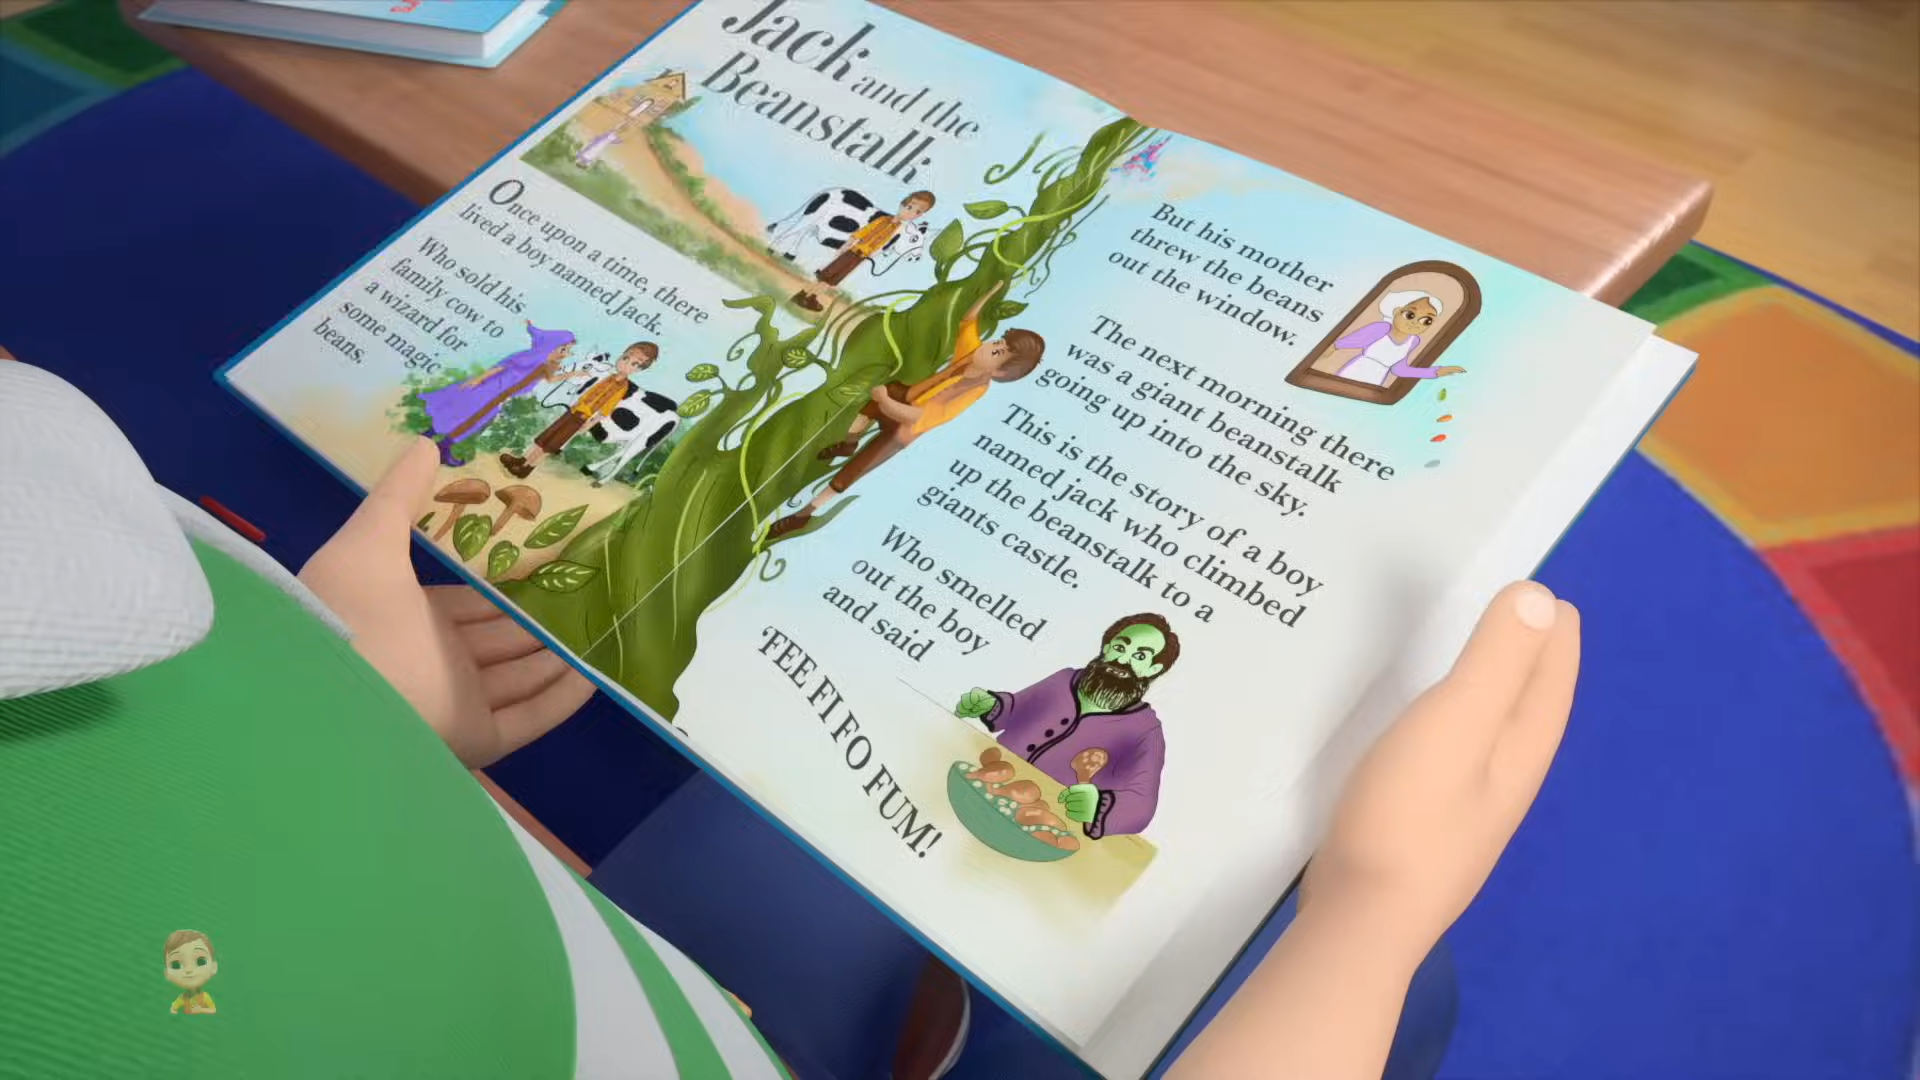 Jack and the
Beanstalk
Once upon a time, there
lived a boy named Jack.
Who sold his
family cow to
a wizard for
some magic
beans.
But his mother
threw the beans
out the window.
The next morning there
was a giant beanstalk
going up into the sky.
This is the story of a boy
named jack who climbed
up the beanstalk to a
giants castle.
Who smelled
out the boy
and said
'FEE FI FO FUM!